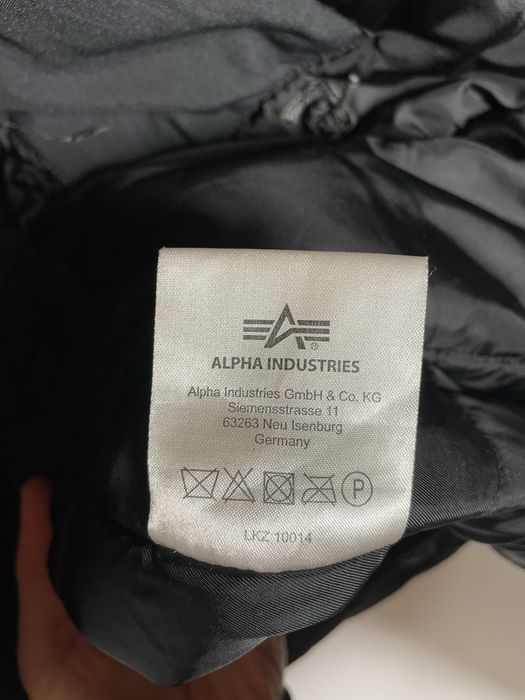 ®
ALPHA INDUSTRIES
Alpha Industries GmbH & Co. KG
Siemensstrasse 11
63263 Neu Isenburg
Germany
P
LKZ 10014